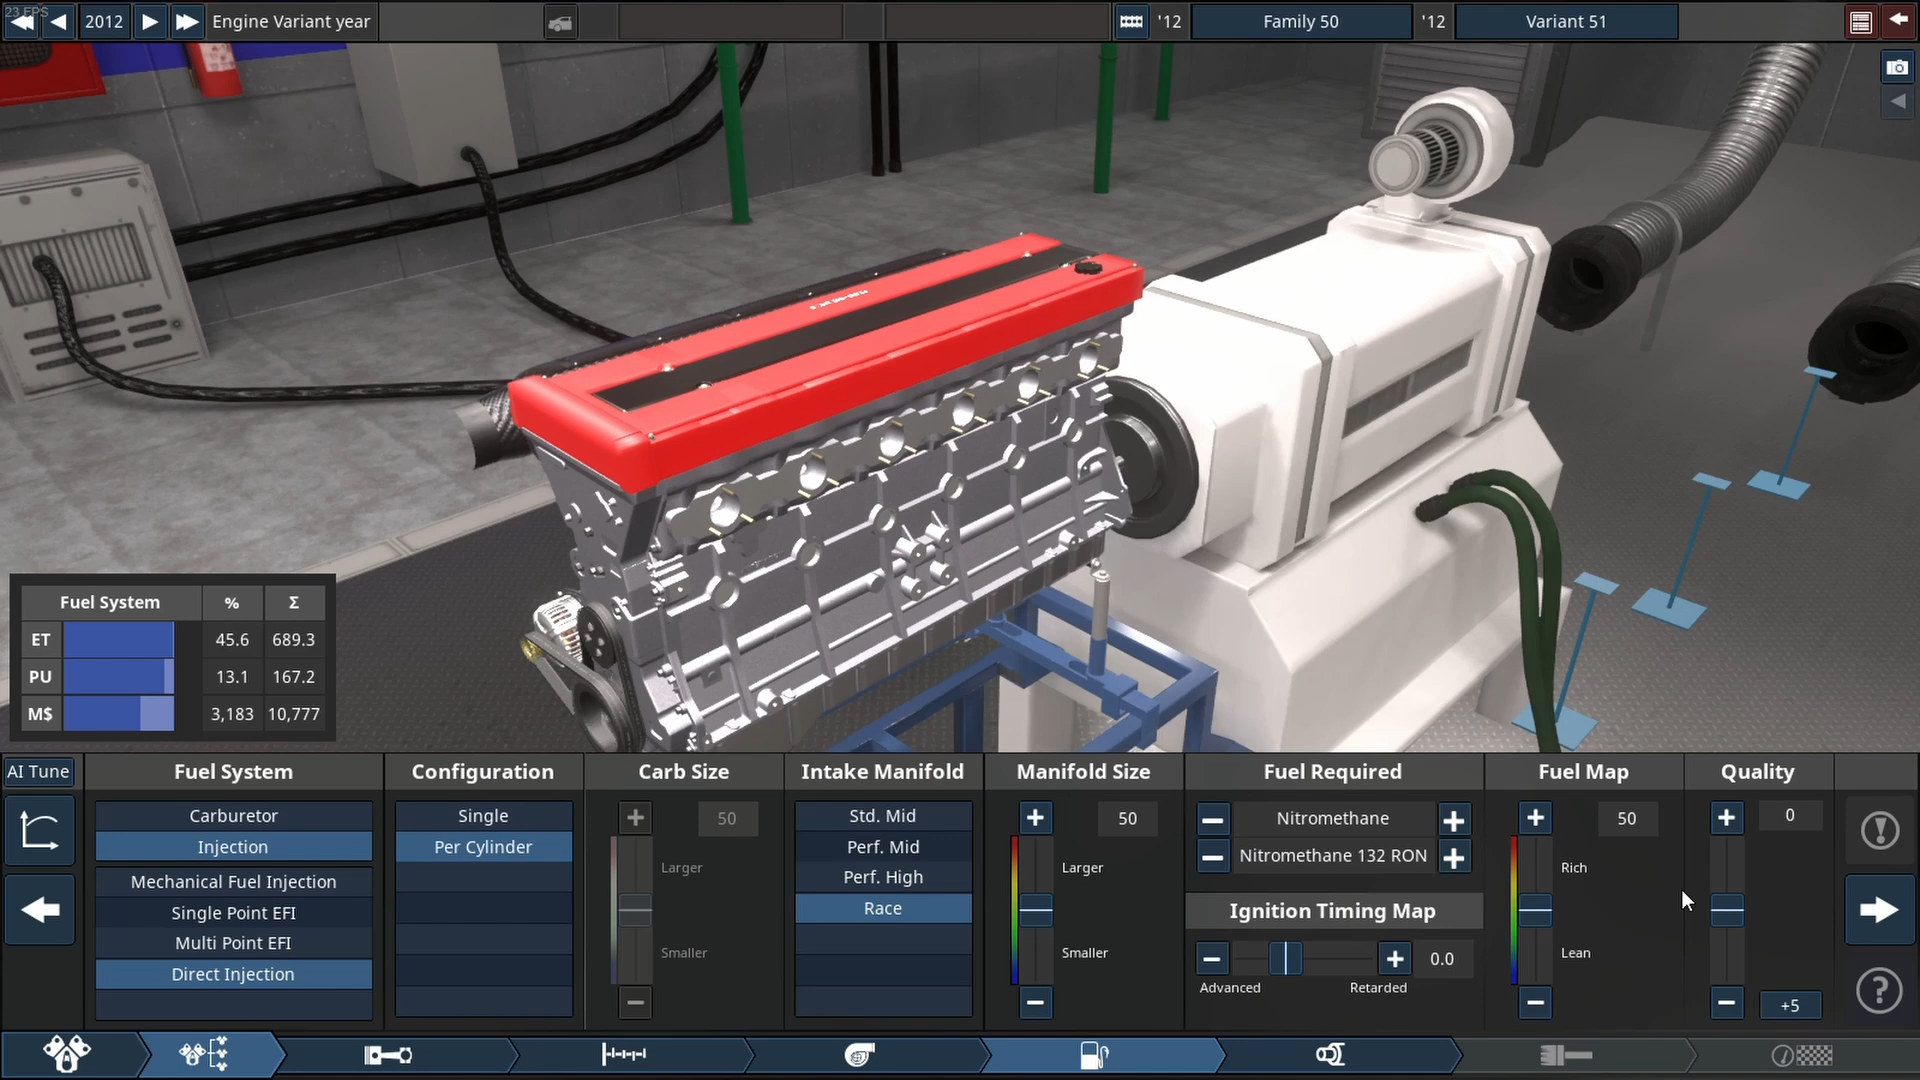 23 FPS
2012 Engine Variant year '12 Family 50 '12 Variant 51
Fuel System % Σ
ET 45.6 689.3
PU 13.1 167.2
M$ 3,183 10,777
AI Tune
Fuel System
Carburetor
Injection
Mechanical Fuel Injection
Single Point EFI
Multi Point EFI
Direct Injection
Configuration
Single
Per Cylinder
Carb Size
+ 50
Larger
Smaller
−
Intake Manifold
Std. Mid
Perf. Mid
Perf. High
Race
Manifold Size
+ 50
Larger
Smaller
−
Fuel Required
− Nitromethane +
− Nitromethane 132 RON +
Ignition Timing Map
− + 0.0
Advanced Retarded
Fuel Map
+ 50
Rich
Lean
−
Quality
+ 0
− +5
!
?